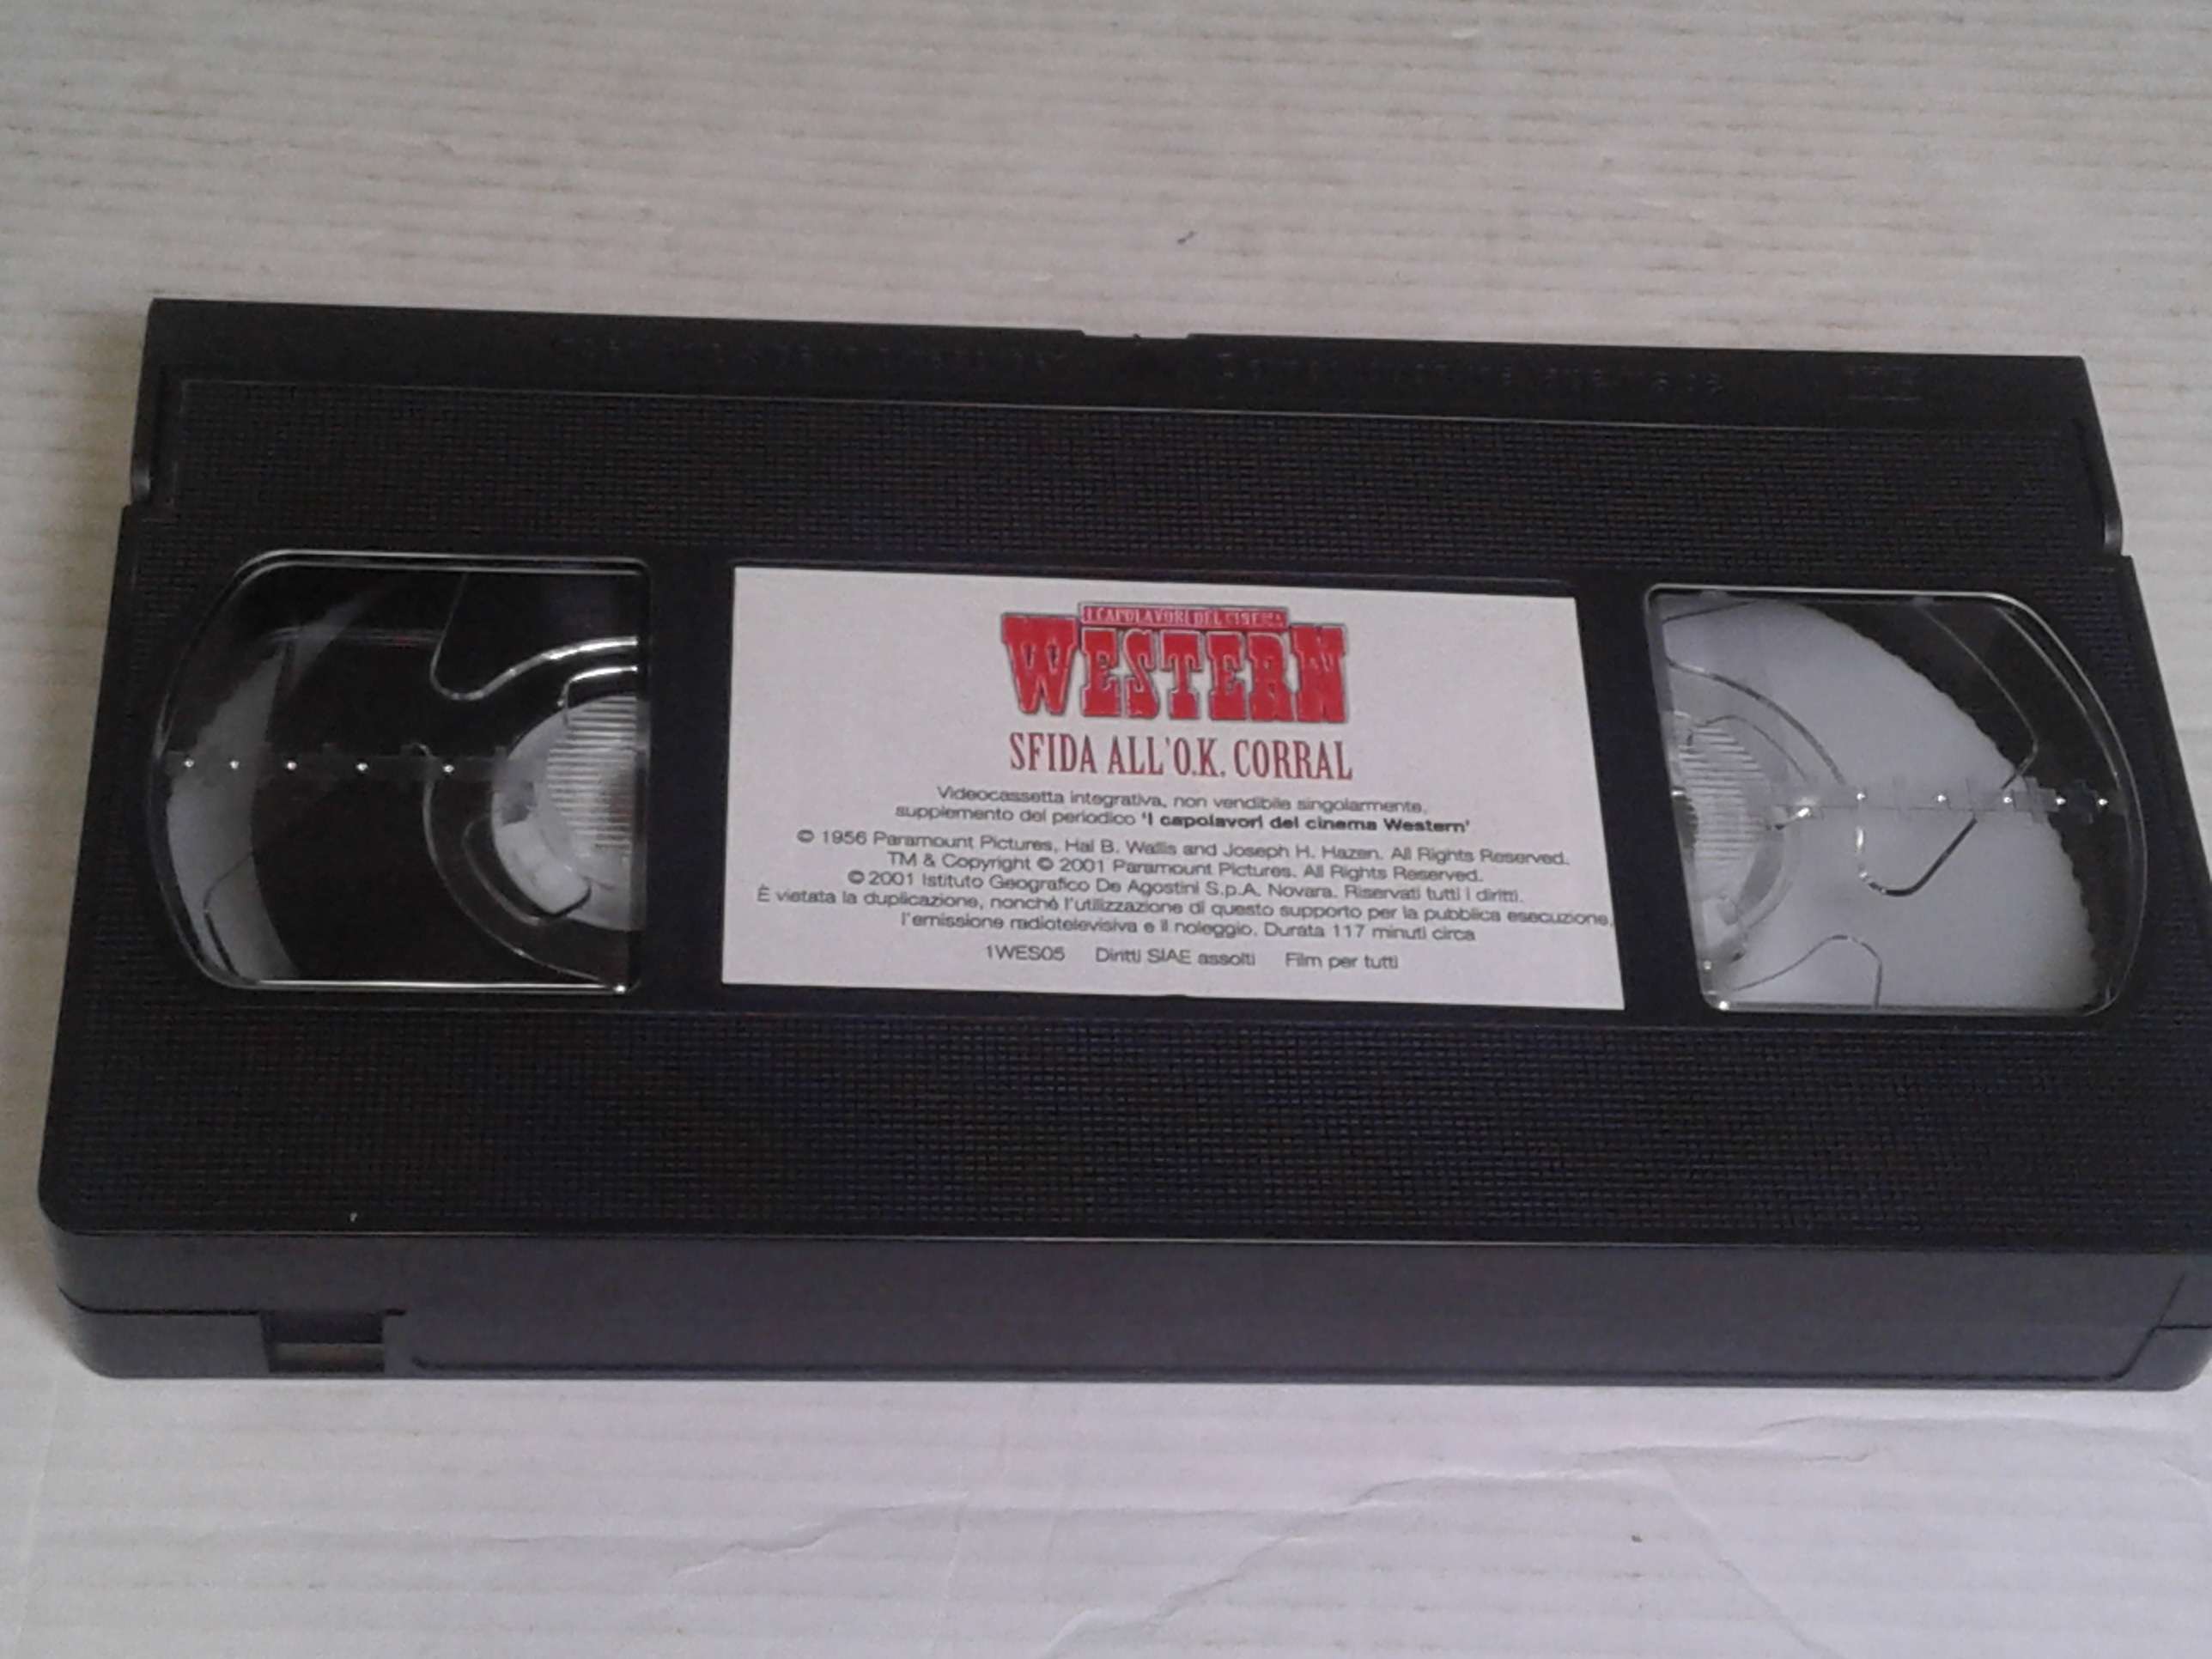 I CAPOLAVORI DEL CINEMA
WESTERN
SFIDA ALL'O.K. CORRAL
Videocassetta integrativa, non vendibile singolarmente,
supplemento del periodico 'I capolavori del cinema Western'
© 1956 Paramount Pictures, Hal B. Wallis and Joseph H. Hazen. All Rights Reserved.
TM & Copyright © 2001 Paramount Pictures. All Rights Reserved.
© 2001 Istituto Geografico De Agostini S.p.A. Novara. Riservati tutti i diritti.
È vietata la duplicazione, nonché l'utilizzazione di questo supporto per la pubblica esecuzione,
l'emissione radiotelevisiva e il noleggio. Durata 117 minuti circa
1WES05 Diritti SIAE assolti Film per tutti